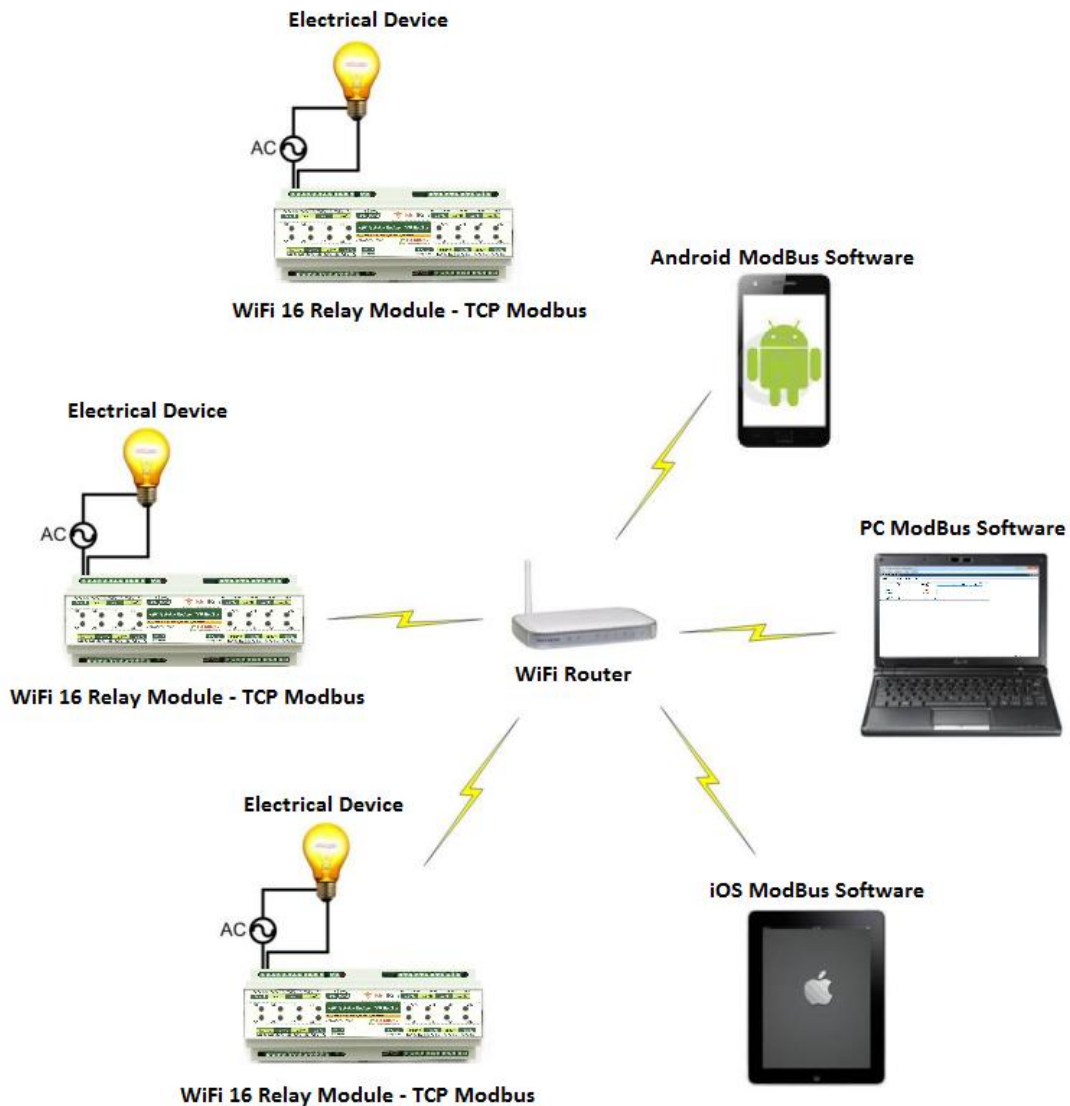 Electrical Device
AC
WiFi 16 Relay Module - TCP Modbus
Android ModBus Software
Electrical Device
AC
WiFi 16 Relay Module - TCP Modbus
PC ModBus Software
WiFi Router
Electrical Device
AC
WiFi 16 Relay Module - TCP Modbus
iOS ModBus Software